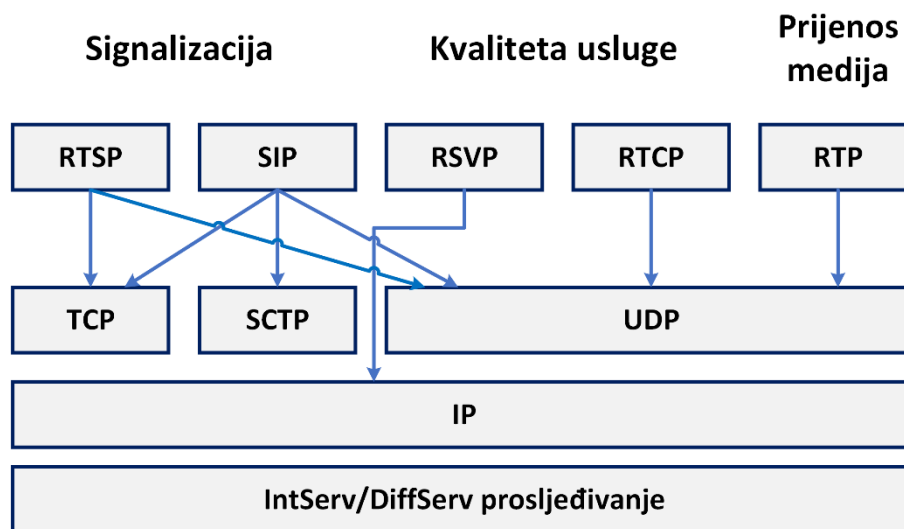 Signalizacija
Kvaliteta usluge
Prijenos
medija
RTSP
SIP
RSVP
RTCP
RTP
TCP
SCTP
UDP
IP
IntServ/DiffServ prosljeđivanje